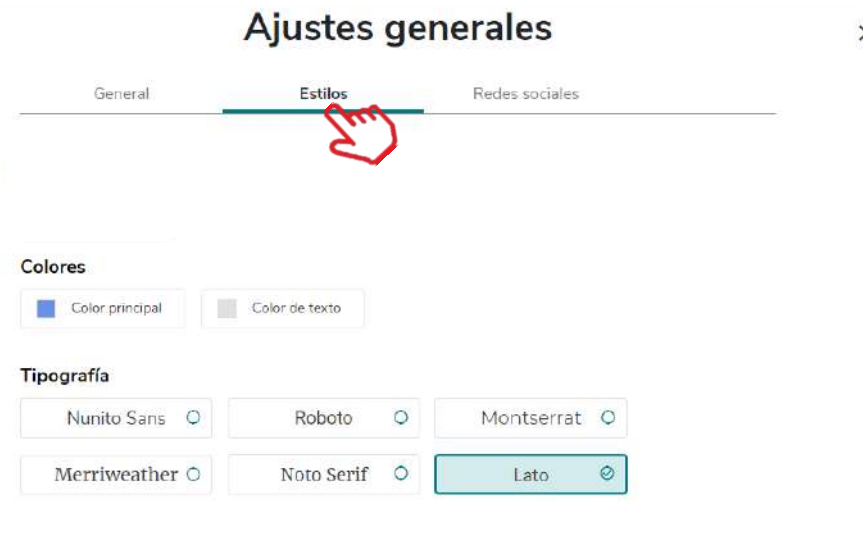 Ajustes generales
General Estilos Redes sociales
Colores
Color principal Color de texto
Tipografía
Nunito Sans Roboto Montserrat
Merriweather Noto Serif Lato